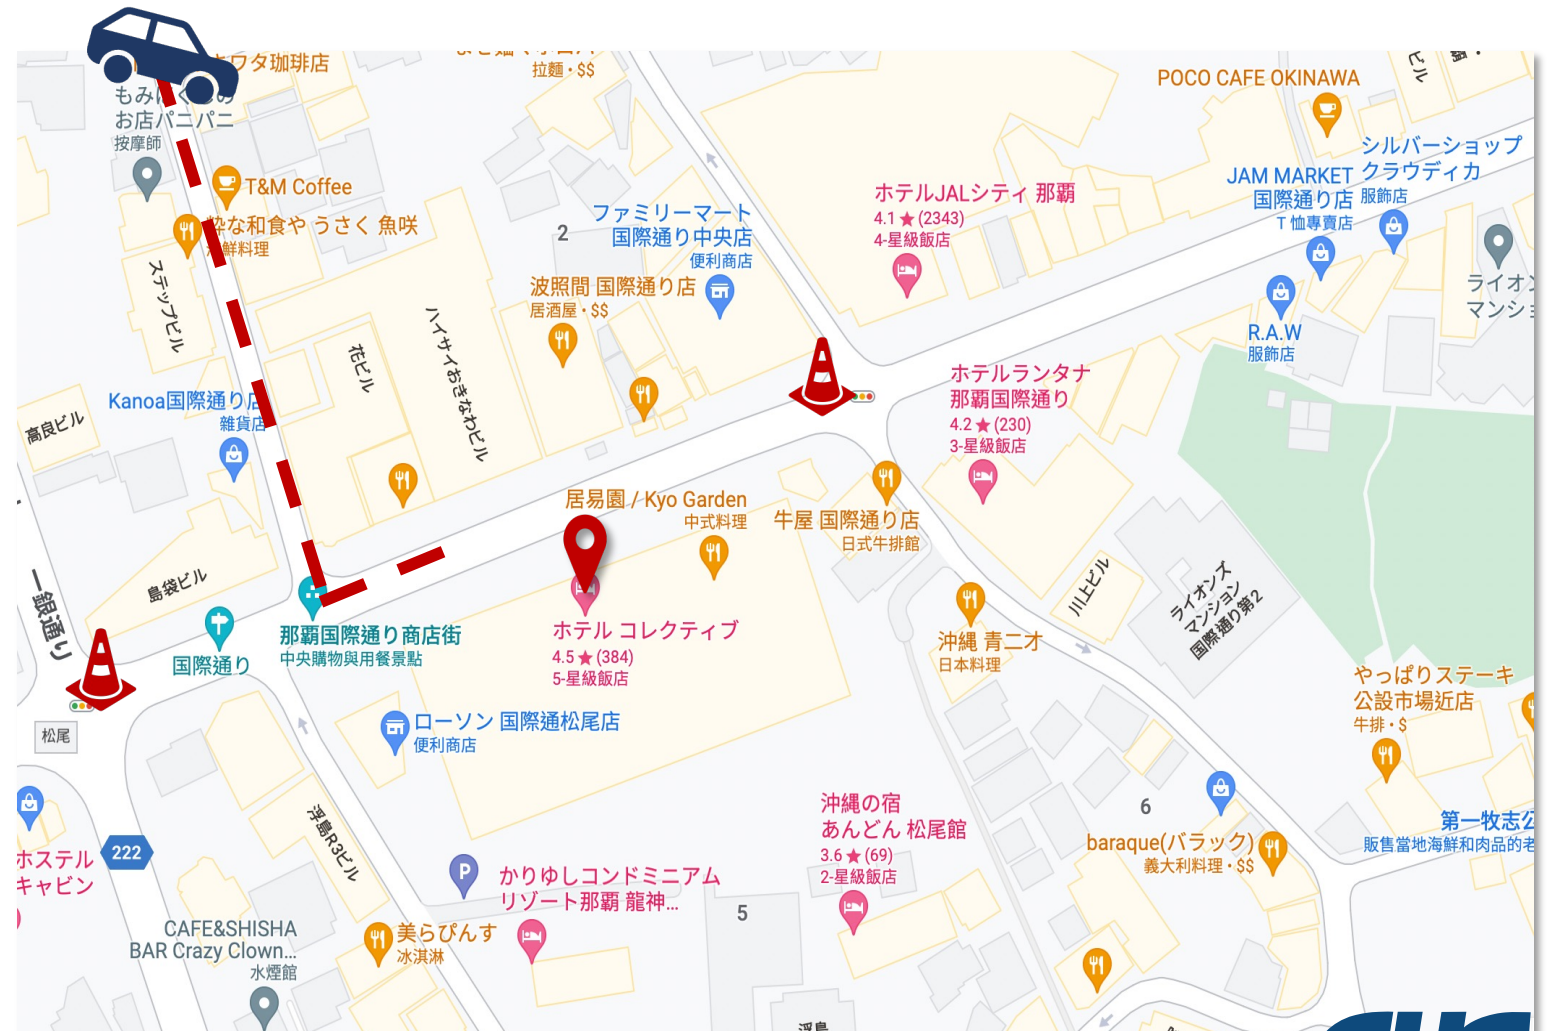 ワタ珈琲店
お店パニパニ
按摩師
T&M Coffee
粋な和食や うさく 魚咲
鮮料理
ステップビル
花ビル
ハイサイおきなわビル
Kanoa国際通り店
雜貨店
高良ビル
島袋ビル
一銀通り
国際通り
那覇国際通り商店街
中央購物與用餐景點
松尾
222
拉麵・$$
2
ファミリーマート
国際通り中央店
便利商店
波照間 国際通り店
居酒屋・$$
ホテルJALシティ 那覇
4.1 ★ (2343)
4-星級飯店
POCO CAFE OKINAWA
ビル
シルバーショップ
クラウディカ
服飾店
JAM MARKET
国際通り店
T 恤專賣店
ライオン
マンショ
R.A.W
服飾店
ホテルランタナ
那覇国際通り
4.2 ★ (230)
3-星級飯店
居易園 / Kyo Garden
中式料理
牛屋 国際通り店
日式牛排館
ホテル コレクティブ
4.5 ★ (384)
5-星級飯店
川上ビル
ライオンズ
マンション
国際通り第2
沖縄 青二才
日本料理
やっぱりステーキ
公設市場近店
牛排・$
ローソン 国際通松尾店
便利商店
浮島R3ビル
P
かりゆしコンドミニアム
リゾート那覇 龍神...
5
沖縄の宿
あんどん 松尾館
3.6 ★ (69)
2-星級飯店
6
baraque(バラック)
義大利料理・$$
第一牧志公
販售當地海鮮和肉品的老
ホステル
キャビン
CAFE&SHISHA
BAR Crazy Clown...
水煙館
美らぴんす
冰淇淋
浮島